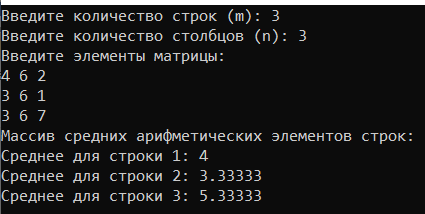 Введите количество строк (m): 3
Введите количество столбцов (n): 3
Введите элементы матрицы:
4 6 2
3 6 1
3 6 7
Массив средних арифметических элементов строк:
Среднее для строки 1: 4
Среднее для строки 2: 3.33333
Среднее для строки 3: 5.33333